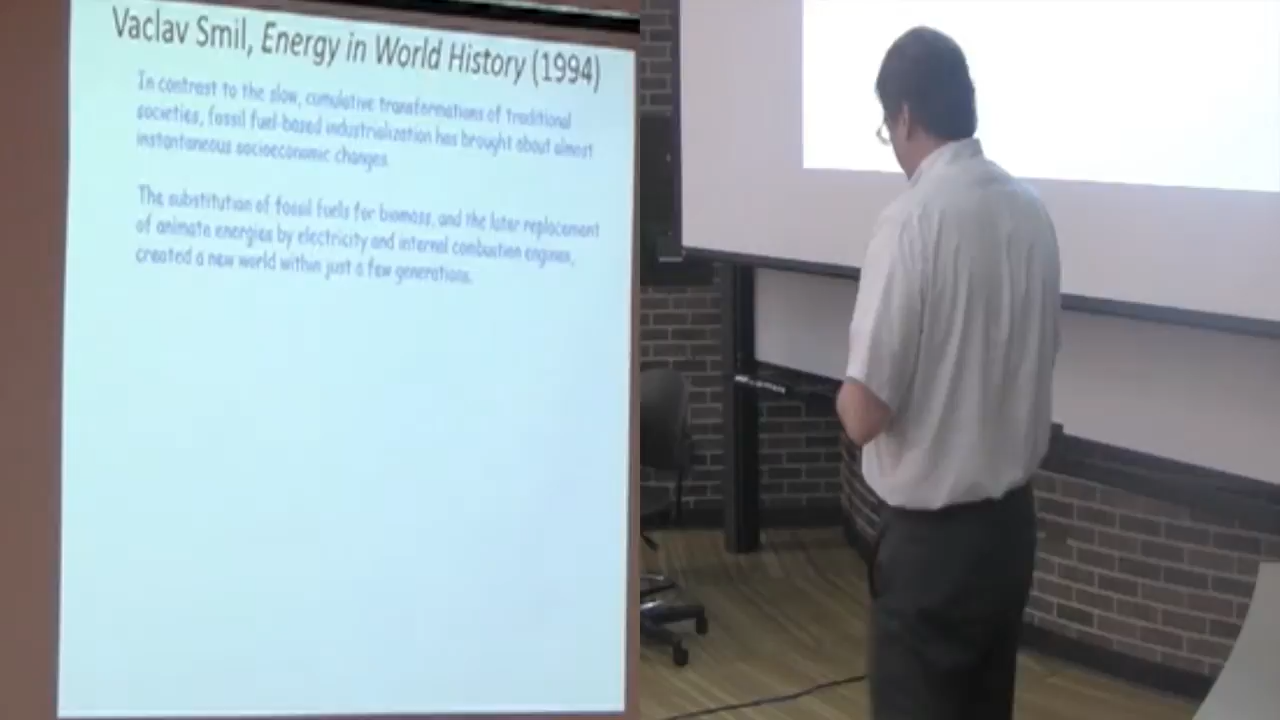 Vaclav Smil, Energy in World History (1994)
In contrast to the slow, cumulative transformations of traditional
societies, fossil fuel-based industrialization has brought about almost
instantaneous socioeconomic changes.
The substitution of fossil fuels for biomass, and the later replacement
of animate energies by electricity and internal combustion engines,
created a new world within just a few generations.